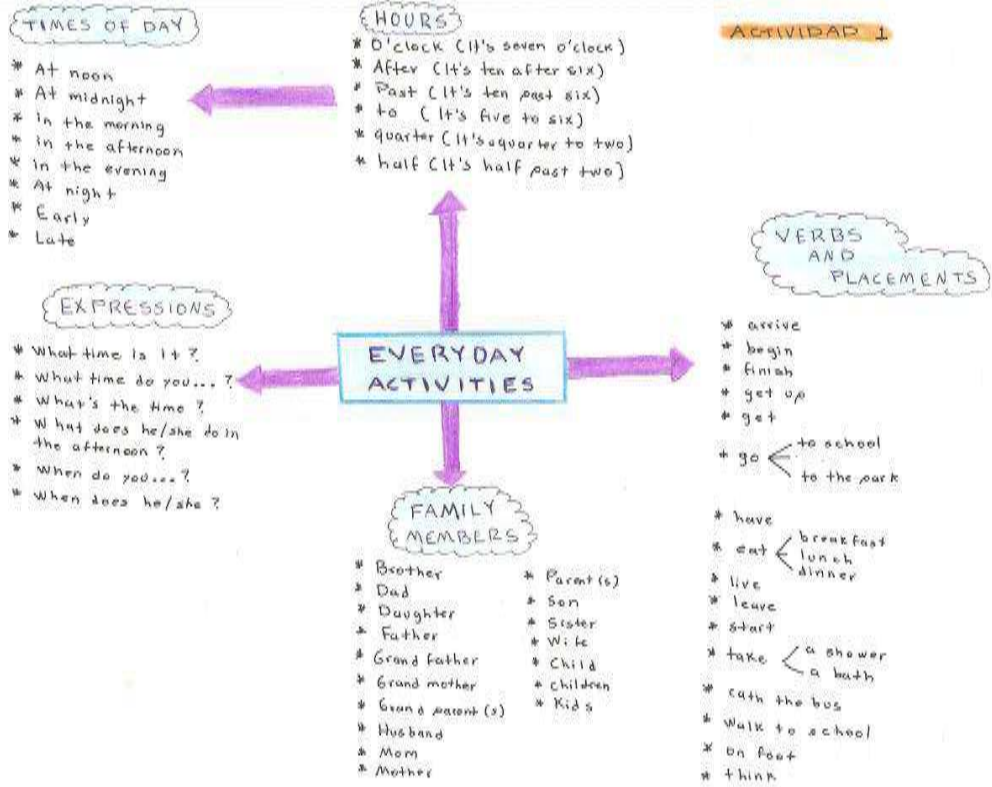 TIMES OF DAY
* At noon
* At midnight
* in the morning
* in the afternoon
* in the evening
* At night
* Early
* Late
HOURS
* O'clock (It's seven o'clock)
* After (It's ten after six)
* Past (It's ten past six)
* to (It's five to six)
* quarter (It's a quarter to two)
* half (It's half past two)
ACTIVIDAD 1
EXPRESSIONS
* What time is it?
* What time do you...?
* What's the time?
* What does he/she do in
the afternoon?
* When do you...?
* When does he/she?
EVERYDAY
ACTIVITIES
VERBS
AND
PLACEMENTS
* arrive
* begin
* finish
* get up
* get
* go
to school
to the park
* have
* eat
breakfast
lunch
dinner
* live
* leave
* start
* take
a shower
a bath
* cath the bus
* Walk to school
* on foot
* think
FAMILY
MEMBERS
* Brother
* Dad
* Daughter
* Father
* Grand father
* Grand mother
* Grand parent (s)
* Husband
* Mom
* Mother
* Parent (s)
* Son
* Sister
* Wife
* Child
* children
* Kids